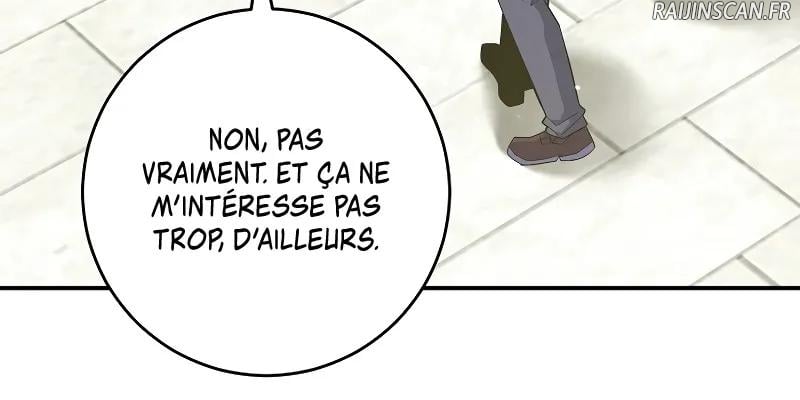 RAIJINSCAN.FR
NON, PAS
VRAIMENT. ET ÇA NE
M'INTÉRESSE PAS
TROP, D'AILLEURS.